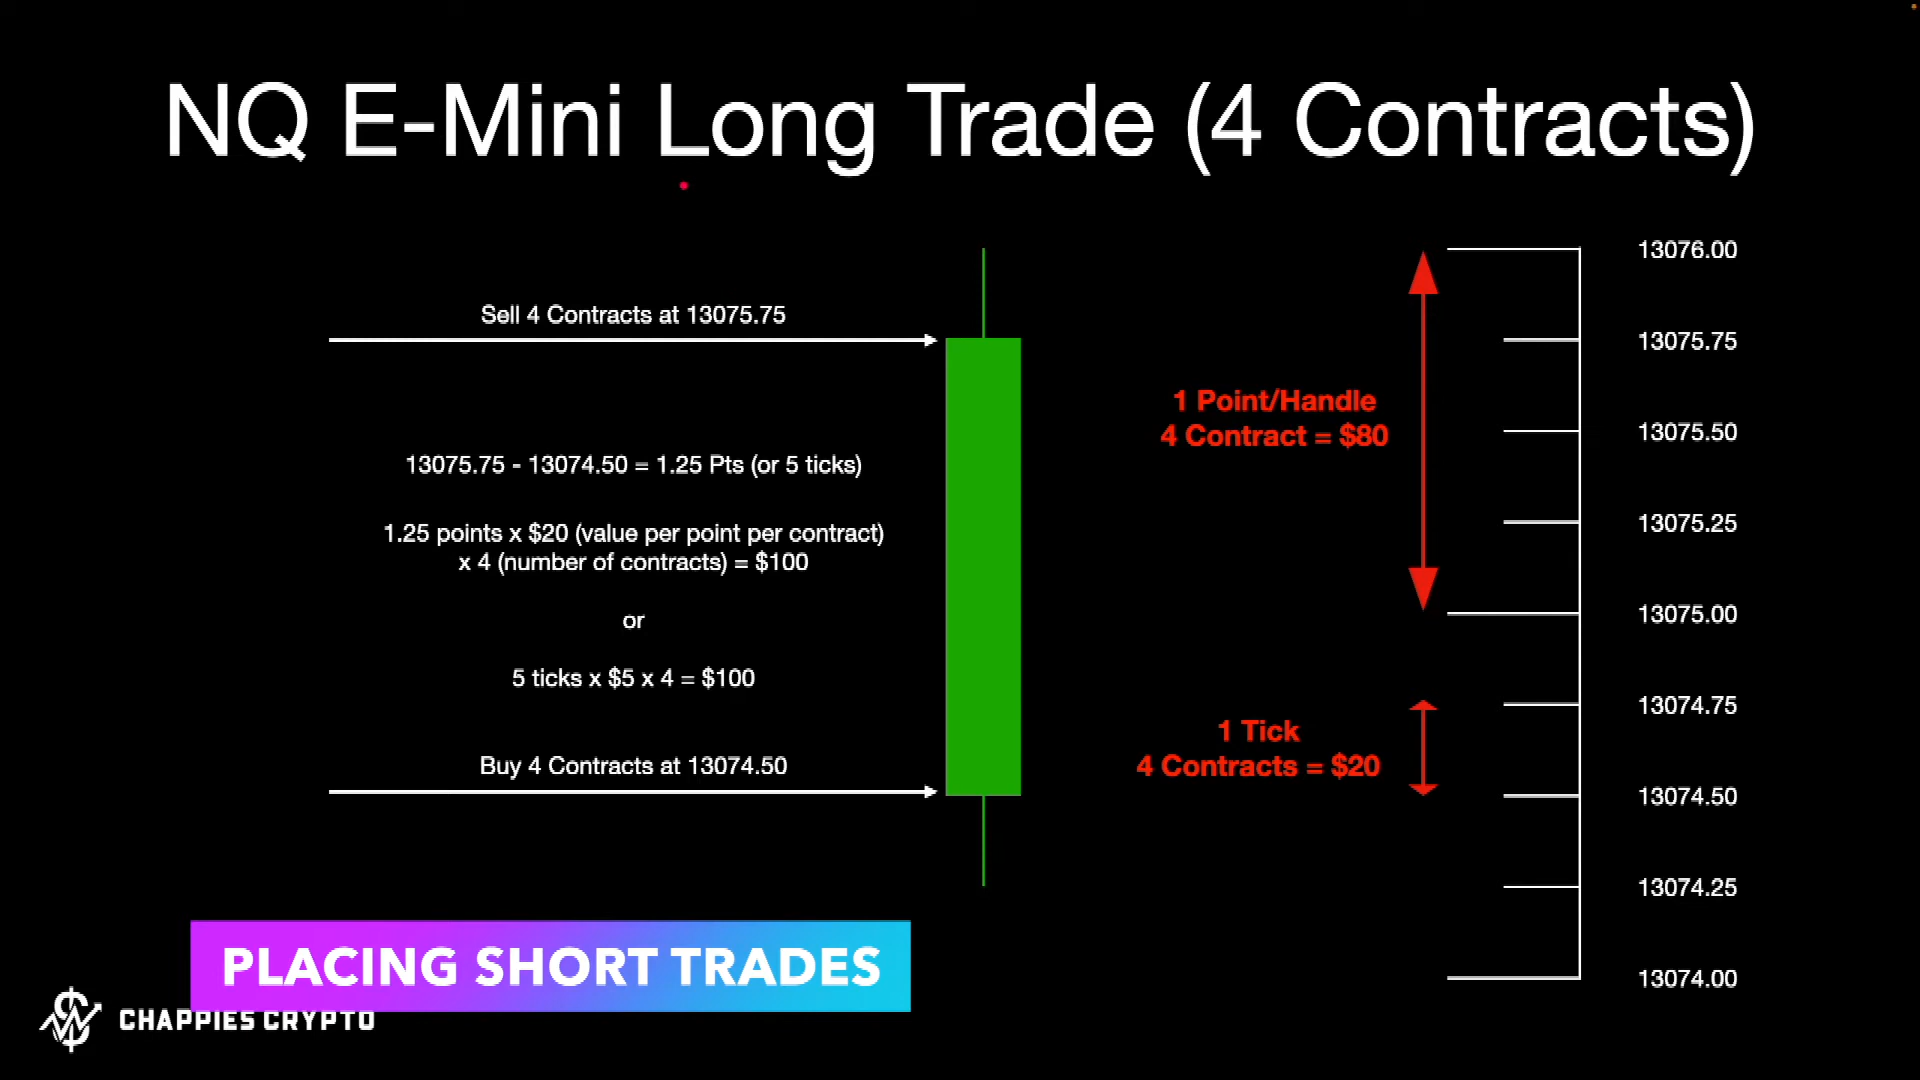 NQ E-Mini Long Trade (4 Contracts)
Sell 4 Contracts at 13075.75
13075.75 - 13074.50 = 1.25 Pts (or 5 ticks)
1.25 points x $20 (value per point per contract)
x 4 (number of contracts) = $100
or
5 ticks x $5 x 4 = $100
Buy 4 Contracts at 13074.50
1 Point/Handle
4 Contract = $80
1 Tick
4 Contracts = $20
13076.00
13075.75
13075.50
13075.25
13075.00
13074.75
13074.50
13074.25
13074.00
PLACING SHORT TRADES
CHAPPIES CRYPTO